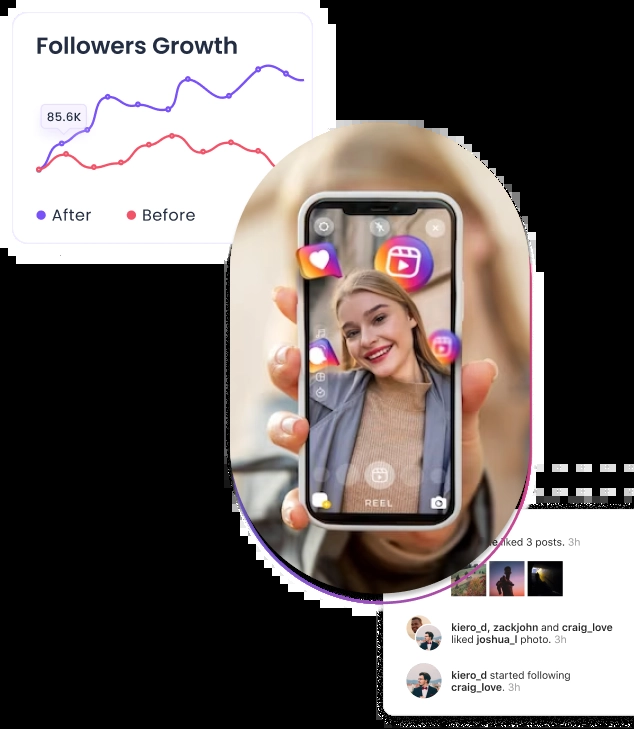 Followers Growth
85.6K
After
Before
REEL
liked 3 posts. 3h
kiero_d, zackjohn and craig_love
liked joshua_l photo. 3h
kiero_d started following
craig_love. 3h